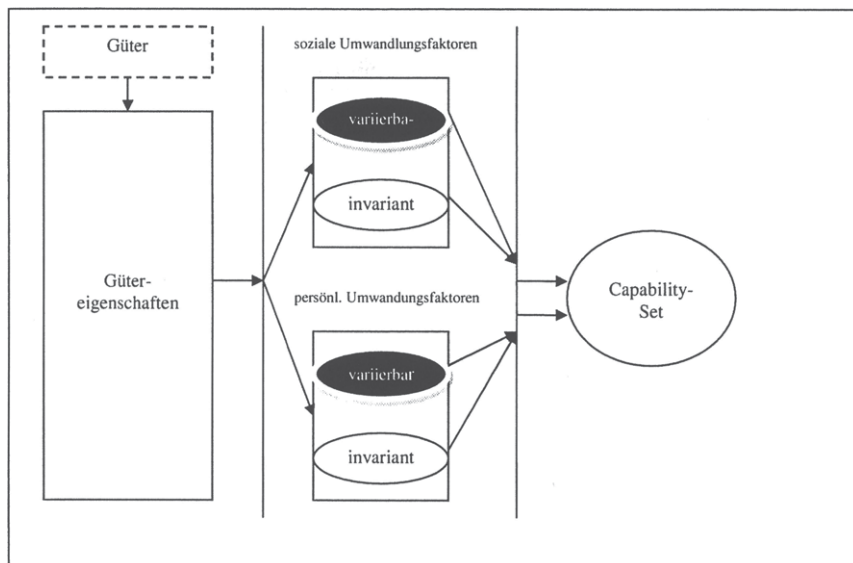 Güter
soziale Umwandlungsfaktoren
variierba-
invariant
Güter-
eigenschaften
persönl. Umwandungsfaktoren
variierbar
invariant
Capability-
Set